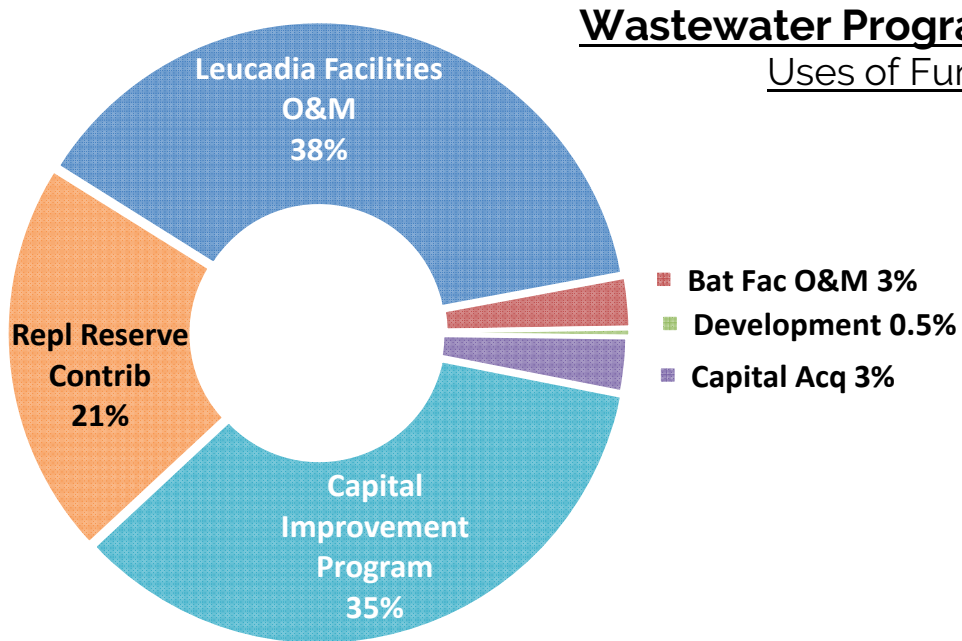 Wastewater Progra
Uses of Fu
Leucadia Facilities
O&M
38%
Bat Fac O&M 3%
Development 0.5%
Capital Acq 3%
Repl Reserve
Contrib
21%
Capital
Improvement
Program
35%